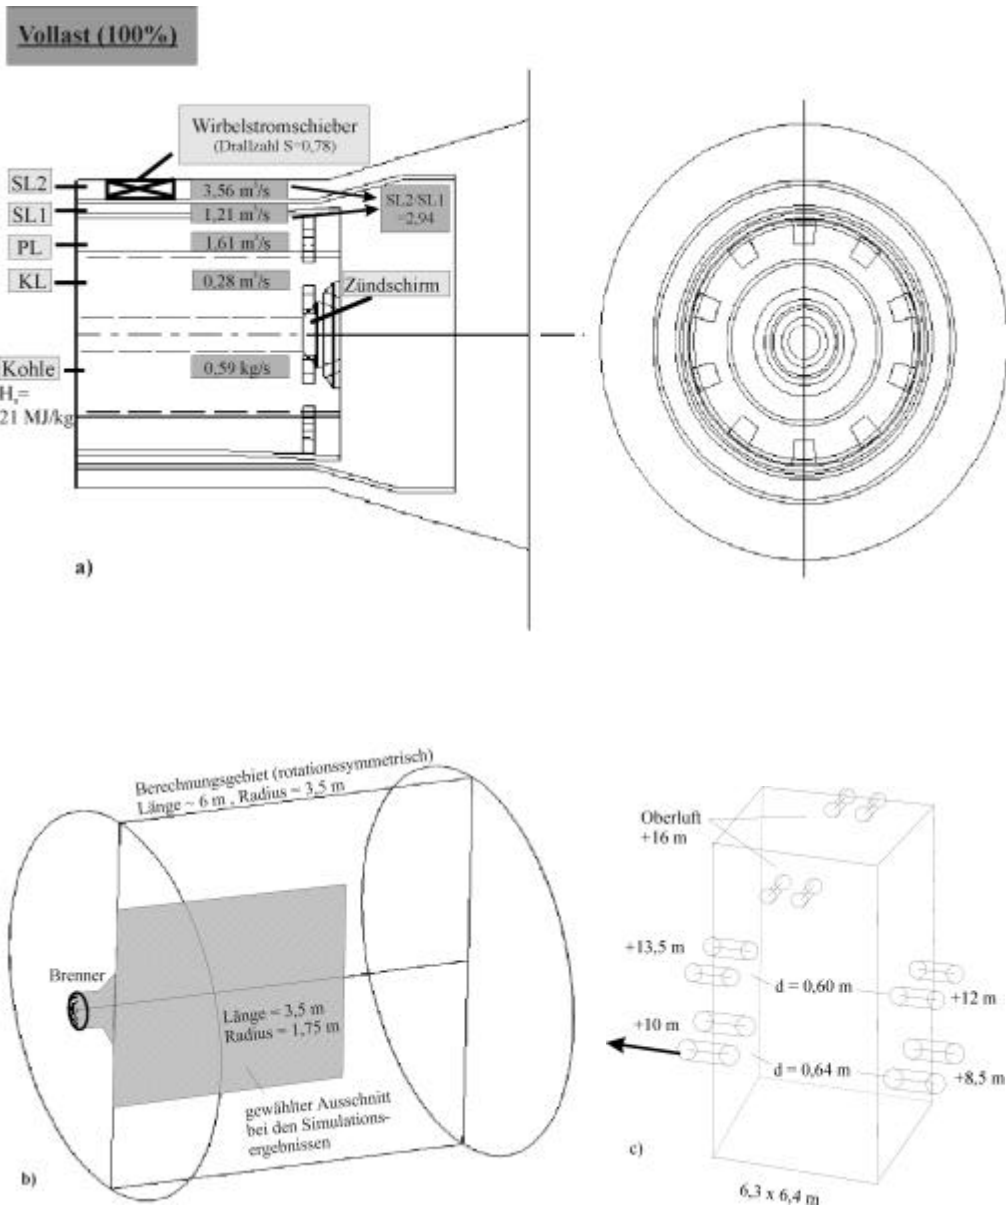 Vollast (100%)
Wirbelstromschieber
(Drallzahl S=0,78)
SL2
3,56 m³/s
SL2/SL1
=2,94
SL1
1,21 m³/s
PL
1,61 m³/s
KL
0,28 m³/s
Zündschirm
Kohle
0,59 kg/s
21 MJ/kg
a)
Berechnungsgebiet (rotationssymmetrisch)
Länge ~ 6 m , Radius = 3,5 m
Brenner
Länge = 3,5 m
Radius = 1,75 m
gewählter Ausschnitt
bei den Simulations-
ergebnissen
b)
Oberluft
+16 m
+13,5 m
d = 0,60 m
+12 m
+10 m
d = 0,64 m
+8,5 m
c)
6,3 x 6,4 m